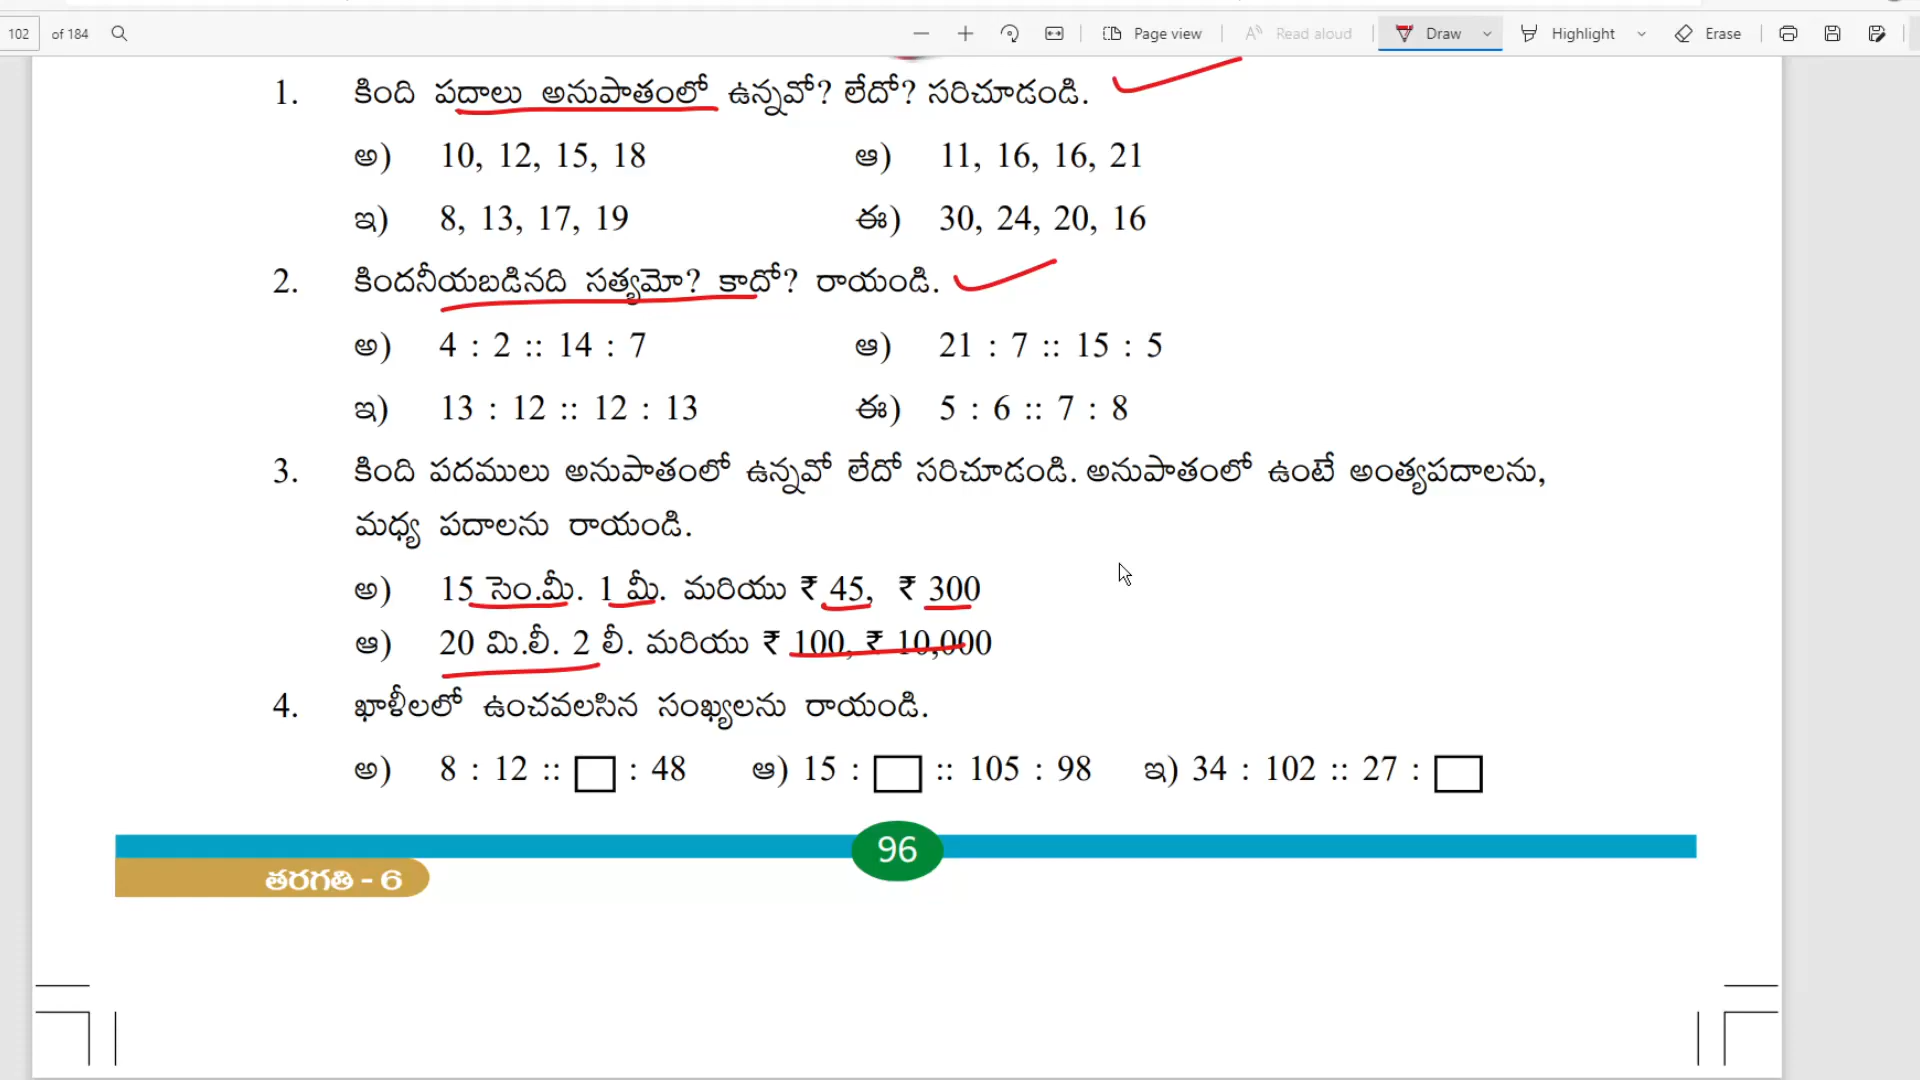 102 of 184 Page view Read aloud Draw Highlight Erase
1. కింది పదాలు అనుపాతంలో ఉన్నవో? లేదో? సరిచూడండి.
అ) 10, 12, 15, 18 ఆ) 11, 16, 16, 21
ఇ) 8, 13, 17, 19 ఈ) 30, 24, 20, 16
2. కిందనీయబడినది సత్యమో? కాదో? రాయండి.
అ) 4 : 2 :: 14 : 7 ఆ) 21 : 7 :: 15 : 5
ఇ) 13 : 12 :: 12 : 13 ఈ) 5 : 6 :: 7 : 8
3. కింది పదములు అనుపాతంలో ఉన్నవో లేదో సరిచూడండి. అనుపాతంలో ఉంటే అంత్యపదాలను,
మధ్య పదాలను రాయండి.
అ) 15 సెం.మీ. 1 మీ. మరియు ₹ 45, ₹ 300
ఆ) 20 మి.లీ. 2 లీ. మరియు ₹ 100, ₹ 10,000
4. ఖాళీలలో ఉంచవలసిన సంఖ్యలను రాయండి.
అ) 8 : 12 :: □ : 48 ఆ) 15 : □ :: 105 : 98 ఇ) 34 : 102 :: 27 : □
96
తరగతి - 6